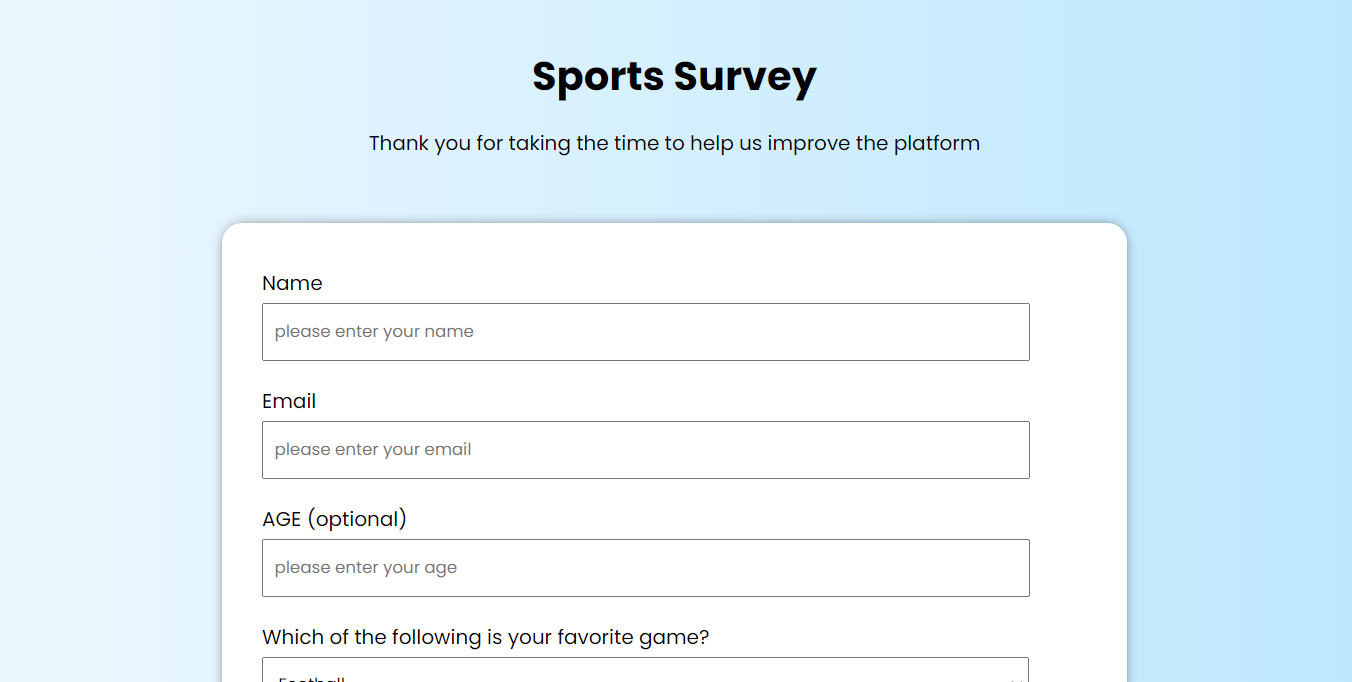 Sports Survey
Thank you for taking the time to help us improve the platform
Name
please enter your name
Email
please enter your email
AGE (optional)
please enter your age
Which of the following is your favorite game?
Football